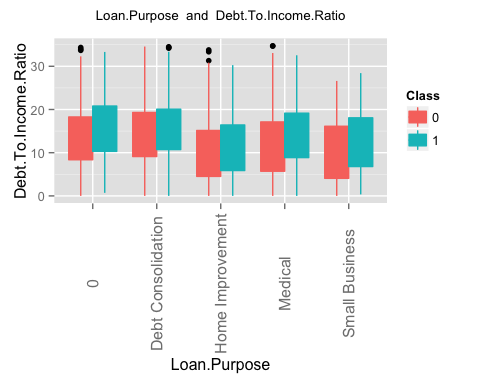 Loan.Purpose and Debt.To.Income.Ratio
Debt.To.Income.Ratio
30
20
10
0
0
Debt Consolidation
Home Improvement
Medical
Small Business
Loan.Purpose
Class
0
1